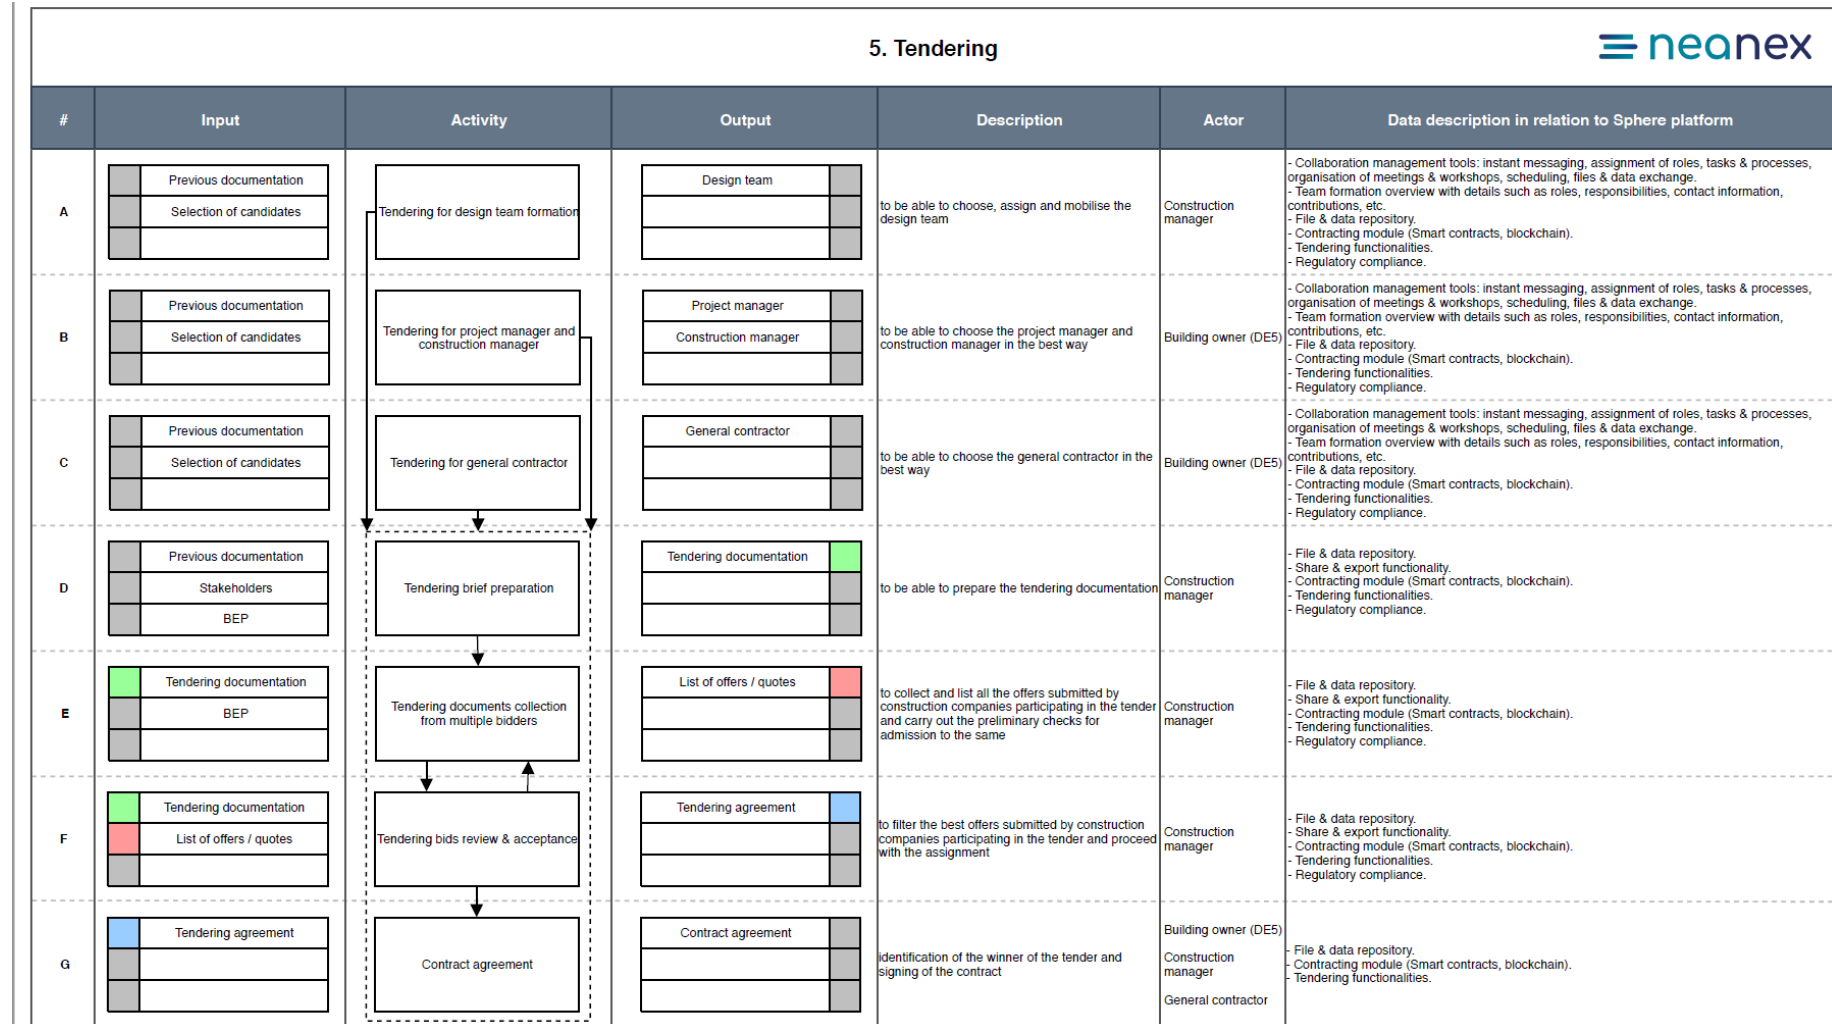 5. Tendering
neanex
# Input Activity Output Description Actor Data description in relation to Sphere platform
A
Previous documentation
Selection of candidates
Tendering for design team formation
Design team
to be able to choose, assign and mobilise the
design team
Construction
manager
- Collaboration management tools: instant messaging, assignment of roles, tasks & processes,
organisation of meetings & workshops, scheduling, files & data exchange.
- Team formation overview with details such as roles, responsibilities, contact information,
contributions, etc.
- File & data repository.
- Contracting module (Smart contracts, blockchain).
- Tendering functionalities.
- Regulatory compliance.
B
Previous documentation
Selection of candidates
Tendering for project manager and
construction manager
Project manager
Construction manager
to be able to choose the project manager and
construction manager in the best way
Building owner (DE5)
- Collaboration management tools: instant messaging, assignment of roles, tasks & processes,
organisation of meetings & workshops, scheduling, files & data exchange.
- Team formation overview with details such as roles, responsibilities, contact information,
contributions, etc.
- File & data repository.
- Contracting module (Smart contracts, blockchain).
- Tendering functionalities.
- Regulatory compliance.
C
Previous documentation
Selection of candidates
Tendering for general contractor
General contractor
to be able to choose the general contractor in the
best way
Building owner (DE5)
- Collaboration management tools: instant messaging, assignment of roles, tasks & processes,
organisation of meetings & workshops, scheduling, files & data exchange.
- Team formation overview with details such as roles, responsibilities, contact information,
contributions, etc.
- File & data repository.
- Contracting module (Smart contracts, blockchain).
- Tendering functionalities.
- Regulatory compliance.
D
Previous documentation
Stakeholders
BEP
Tendering brief preparation
Tendering documentation
to be able to prepare the tendering documentation
Construction
manager
- File & data repository.
- Share & export functionality.
- Contracting module (Smart contracts, blockchain).
- Tendering functionalities.
- Regulatory compliance.
E
Tendering documentation
BEP
Tendering documents collection
from multiple bidders
List of offers / quotes
to collect and list all the offers submitted by
construction companies participating in the tender
and carry out the preliminary checks for
admission to the same
Construction
manager
- File & data repository.
- Share & export functionality.
- Contracting module (Smart contracts, blockchain).
- Tendering functionalities.
- Regulatory compliance.
F
Tendering documentation
List of offers / quotes
Tendering bids review & acceptance
Tendering agreement
to filter the best offers submitted by construction
companies participating in the tender and proceed
with the assignment
Construction
manager
- File & data repository.
- Share & export functionality.
- Contracting module (Smart contracts, blockchain).
- Tendering functionalities.
- Regulatory compliance.
G
Tendering agreement
Contract agreement
Contract agreement
identification of the winner of the tender and
signing of the contract
Building owner (DE5)
Construction
manager
General contractor
- File & data repository.
- Contracting module (Smart contracts, blockchain).
- Tendering functionalities.